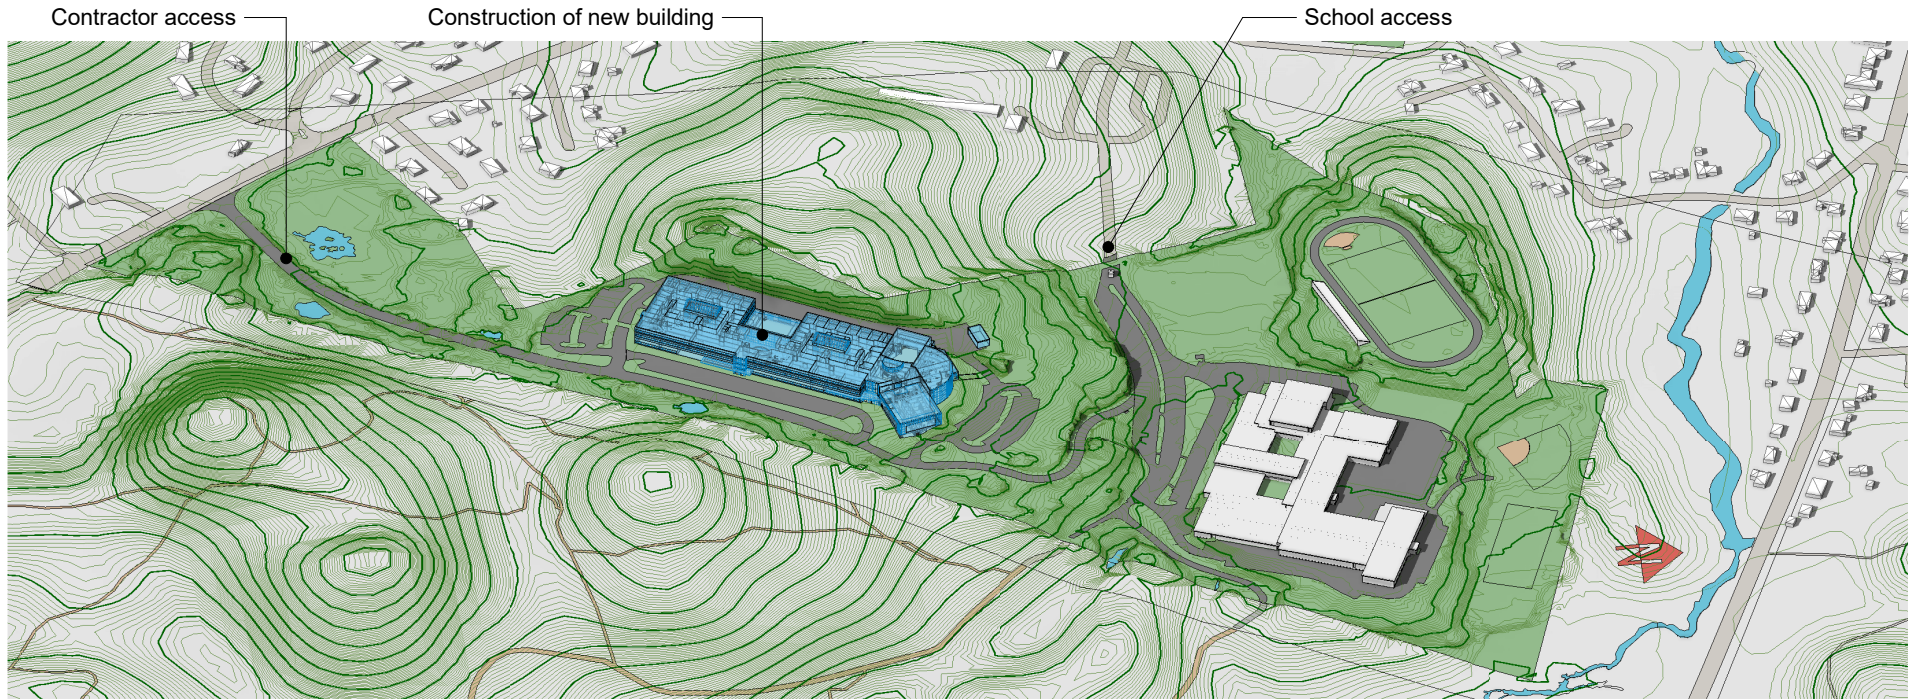 Contractor access
Construction of new building
School access
N